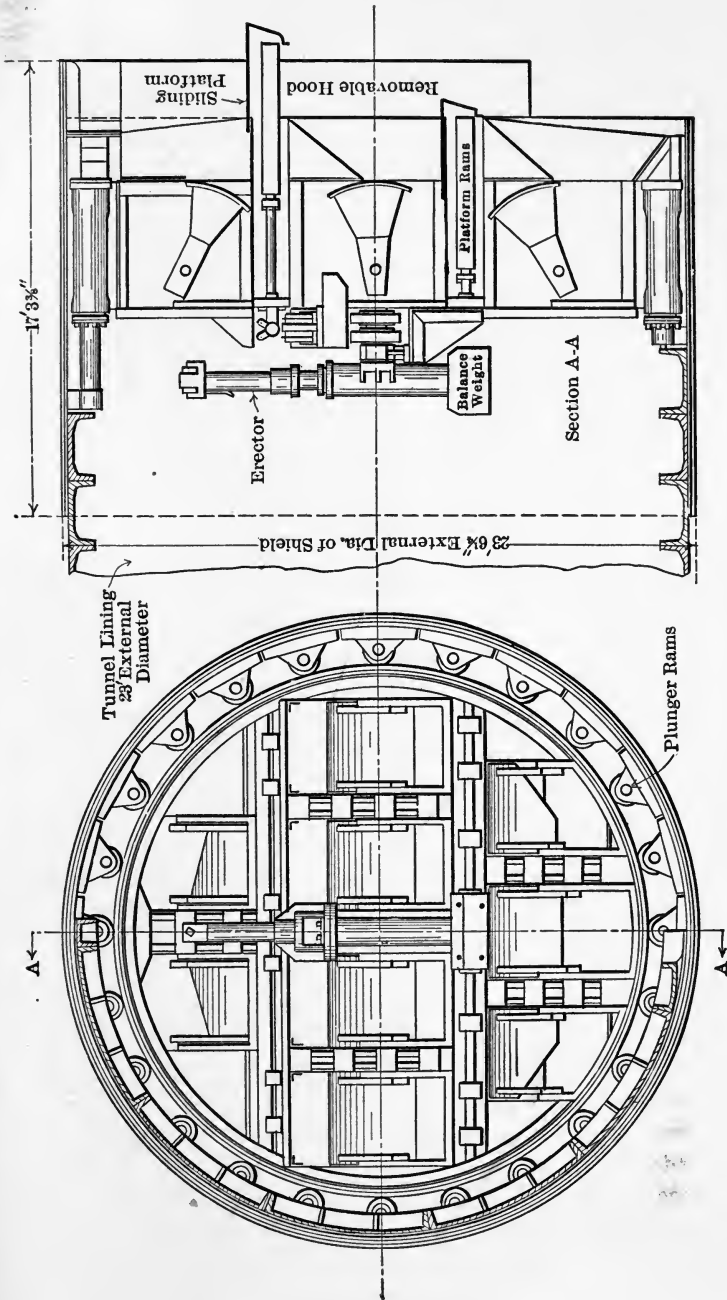 17' 3⅜"
Sliding
Platform
Removable Hood
Platform Rams
Erector
Balance
Weight
Section A-A
23' 6¼" External Dia. of Shield
Tunnel Lining
23' External
Diameter
Plunger Rams
A
A